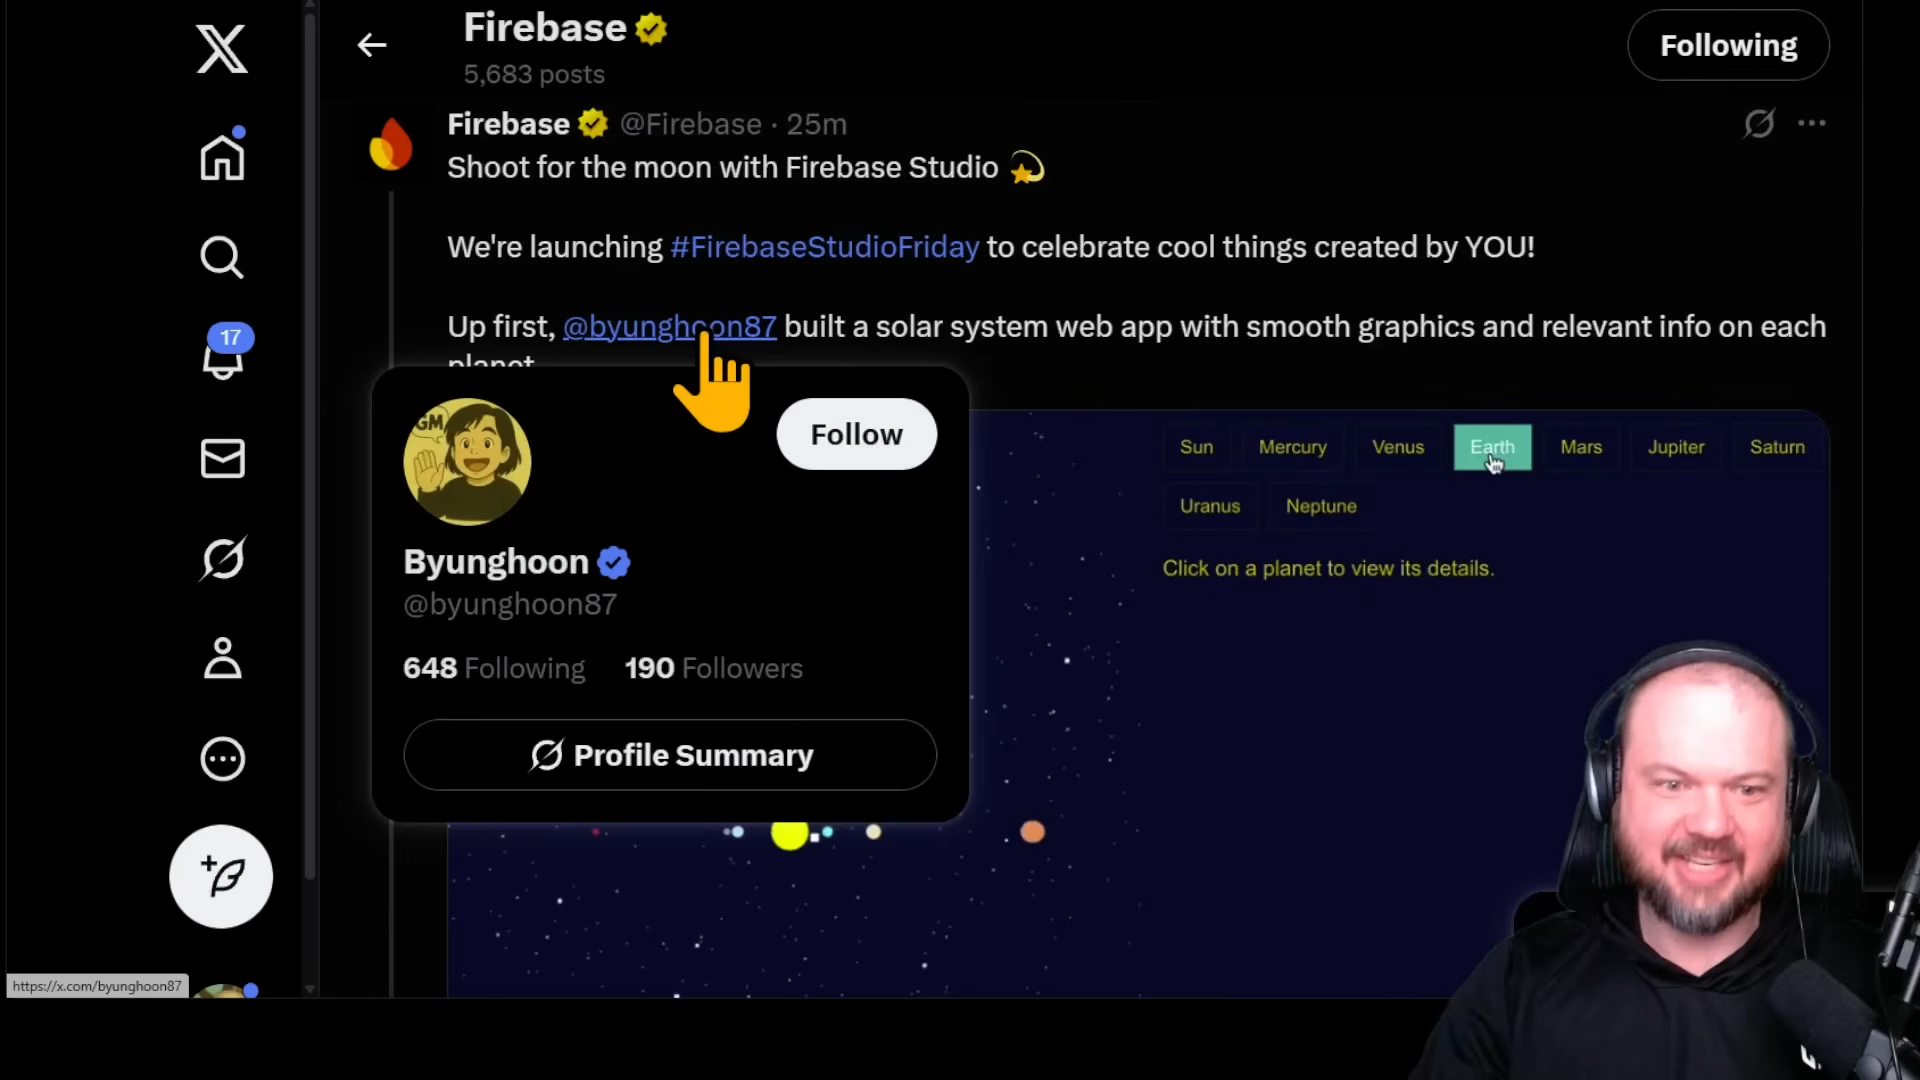 Firebase
5,683 posts
Following
Firebase @Firebase · 25m
Shoot for the moon with Firebase Studio
We're launching #FirebaseStudioFriday to celebrate cool things created by YOU!
Up first, @byunghoon87 built a solar system web app with smooth graphics and relevant info on each
planet
17
GM
Follow
Byunghoon
@byunghoon87
648 Following 190 Followers
Profile Summary
Sun Mercury Venus Earth Mars Jupiter Saturn
Uranus Neptune
Click on a planet to view its details.
https://x.com/byunghoon87